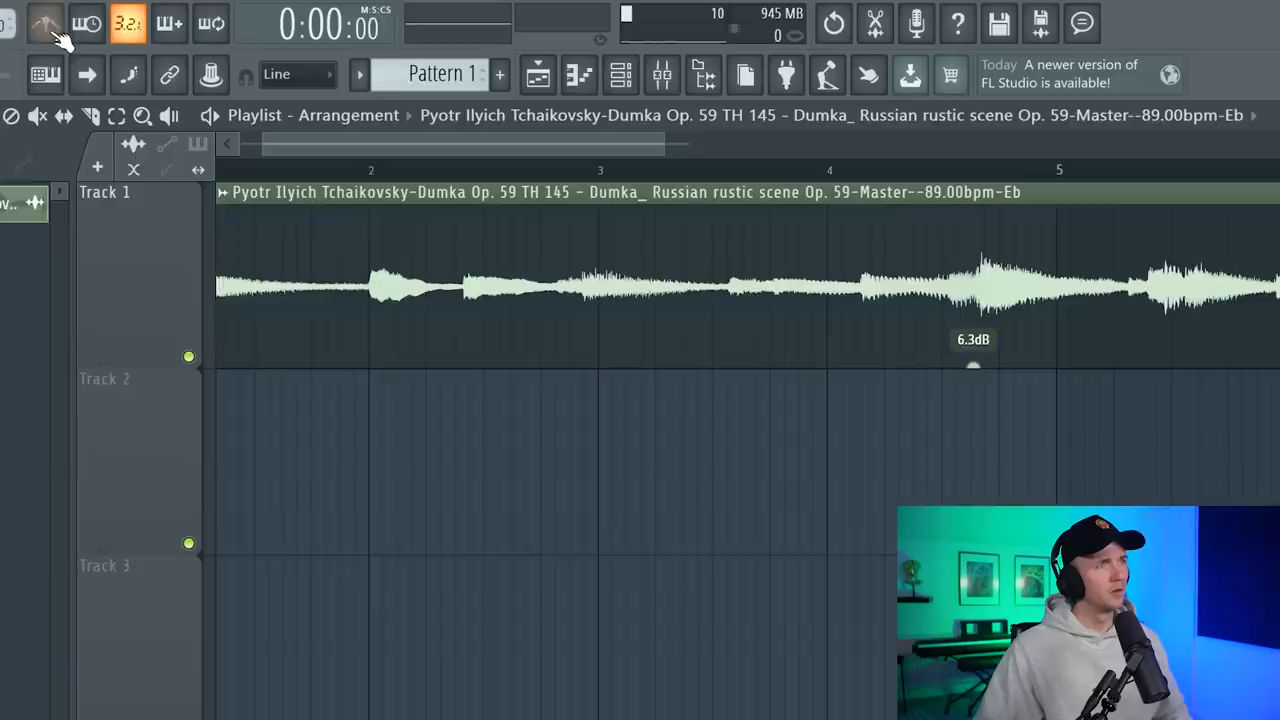 3.2.
0:00:00
M:S:CS
10
945 MB
0
Line
Pattern 1
Today A newer version of
FL Studio is available!
Playlist - Arrangement
Pyotr Ilyich Tchaikovsky-Dumka Op. 59 TH 145 - Dumka_ Russian rustic scene Op. 59-Master--89.00bpm-Eb
2
3
4
5
Track 1
Pyotr Ilyich Tchaikovsky-Dumka Op. 59 TH 145 - Dumka_ Russian rustic scene Op. 59-Master--89.00bpm-Eb
6.3dB
Track 2
Track 3